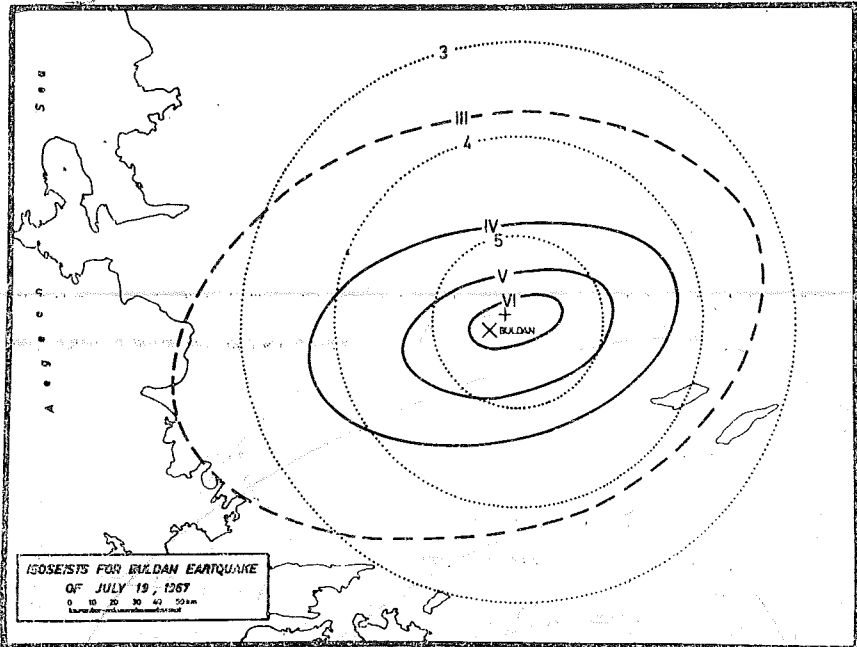 3
III
4
IV
5
V
VI
+
X BULDAN
Aegean Sea
ISOSEISTS FOR BULDAN EARTQUAKE
OF JULY 19, 1967
0 10 20 30 40 50 km